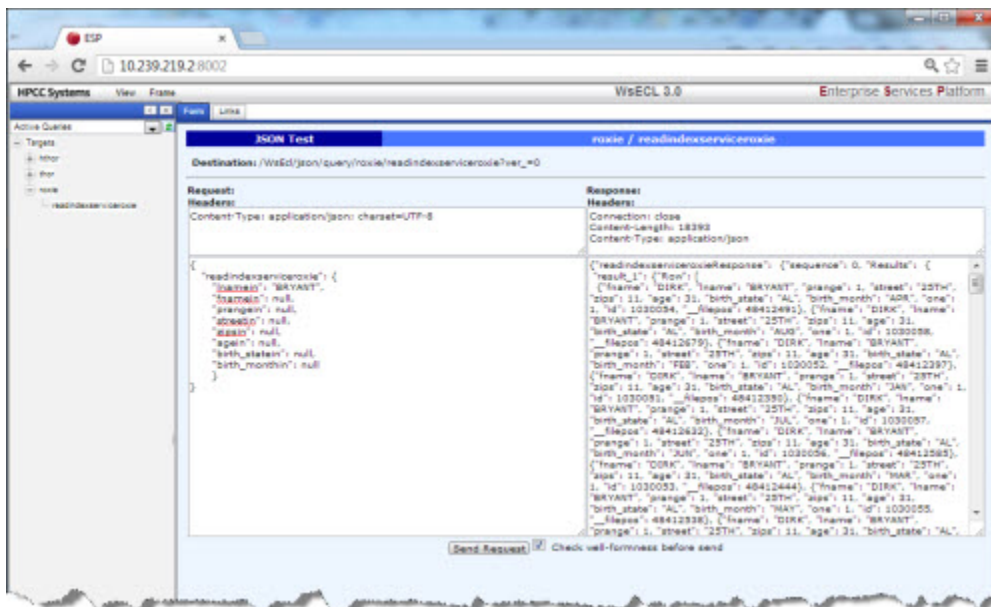 ESP
10.239.219.2:8002
HPCC Systems View Frame
WsECL 3.0
Enterprise Services Platform
Form Links
Active Queries
Targets
hthor
thor
roxie
readindexserviceroxie
JSON Test
roxie / readindexserviceroxie
Destination: /WsEcl/json/query/roxie/readindexserviceroxie?ver_=0
Request:
Headers:
Content-Type: application/json; charset=UTF-8
{
"readindexserviceroxie": {
"lnamein": "BRYANT",
"fnamein": null,
"prangein": null,
"streetin": null,
"zipsin": null,
"agein": null,
"birth_statein": null,
"birth_monthin": null
}
}
Response:
Headers:
Connection: close
Content-Length: 18393
Content-Type: application/json
{"readindexserviceroxieResponse": {"sequence": 0, "Results": {
"result_1": {"Row": [
{"fname": "DIRK", "lname": "BRYANT", "prange": 1, "street": "25TH",
"zips": 11, "age": 31, "birth_state": "AL", "birth_month": "APR", "one":
1, "id": 1030054, "__filepos": 48412491}, {"fname": "DIRK", "lname":
"BRYANT", "prange": 1, "street": "25TH", "zips": 11, "age": 31,
"birth_state": "AL", "birth_month": "AUG", "one": 1, "id": 1030058,
"__filepos": 48412679}, {"fname": "DIRK", "lname": "BRYANT",
"prange": 1, "street": "25TH", "zips": 11, "age": 31, "birth_state": "AL",
"birth_month": "FEB", "one": 1, "id": 1030052, "__filepos": 48412397},
{"fname": "DIRK", "lname": "BRYANT", "prange": 1, "street": "25TH",
"zips": 11, "age": 31, "birth_state": "AL", "birth_month": "JAN", "one": 1,
"id": 1030051, "__filepos": 48412350}, {"fname": "DIRK", "lname":
"BRYANT", "prange": 1, "street": "25TH", "zips": 11, "age": 31,
"birth_state": "AL", "birth_month": "JUL", "one": 1, "id": 1030057,
"__filepos": 48412632}, {"fname": "DIRK", "lname": "BRYANT",
"prange": 1, "street": "25TH", "zips": 11, "age": 31, "birth_state": "AL",
"birth_month": "JUN", "one": 1, "id": 1030056, "__filepos": 48412585},
{"fname": "DIRK", "lname": "BRYANT", "prange": 1, "street": "25TH",
"zips": 11, "age": 31, "birth_state": "AL", "birth_month": "MAR", "one":
1, "id": 1030053, "__filepos": 48412444}, {"fname": "DIRK", "lname":
"BRYANT", "prange": 1, "street": "25TH", "zips": 11, "age": 31,
"birth_state": "AL", "birth_month": "MAY", "one": 1, "id": 1030055,
"__filepos": 48412538}, {"fname": "DIRK", "lname": "BRYANT",
"prange": 1, "street": "25TH", "zips": 11, "age": 31, "birth_state": "AL",
Send Request Check well-formness before send